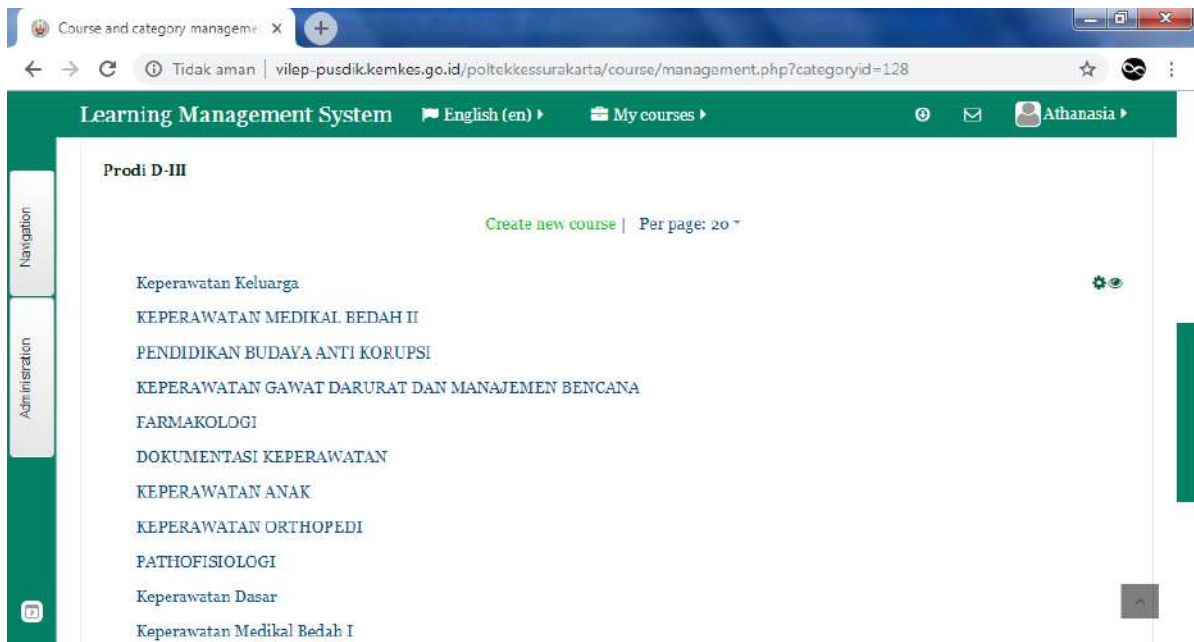 Course and category manageme
Tidak aman | vilep-pusdik.kemkes.go.id/poltekkessurakarta/course/management.php?categoryid=128
Learning Management System English (en) My courses Athanasia
Prodi D-III
Navigation
Create new course | Per page: 20
Keperawatan Keluarga
KEPERAWATAN MEDIKAL BEDAH II
Administration
PENDIDIKAN BUDAYA ANTI KORUPSI
KEPERAWATAN GAWAT DARURAT DAN MANAJEMEN BENCANA
FARMAKOLOGI
DOKUMENTASI KEPERAWATAN
KEPERAWATAN ANAK
KEPERAWATAN ORTHOPEDI
PATHOFISIOLOGI
Keperawatan Dasar
Keperawatan Medikal Bedah I